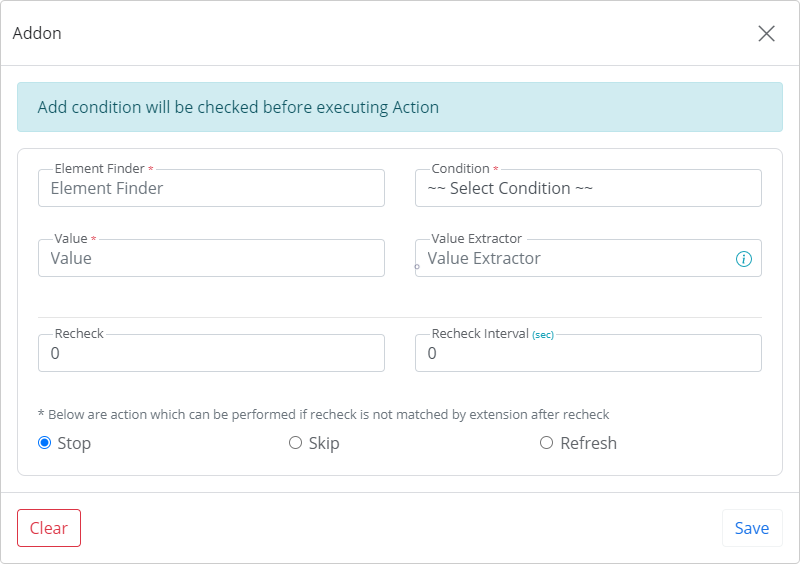 Addon
Add condition will be checked before executing Action
Element Finder *
Element Finder
Condition *
~~ Select Condition ~~
Value *
Value
Value Extractor
Value Extractor
Recheck
0
Recheck Interval (sec)
0
* Below are action which can be performed if recheck is not matched by extension after recheck
Stop
Skip
Refresh
Clear
Save